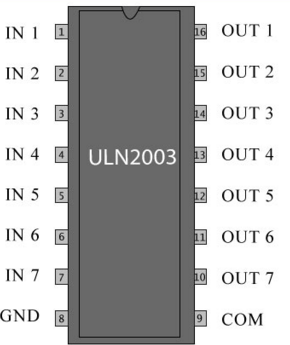 IN 1 1 16 OUT 1
IN 2 2 15 OUT 2
IN 3 3 14 OUT 3
IN 4 4 ULN2003 13 OUT 4
IN 5 5 12 OUT 5
IN 6 6 11 OUT 6
IN 7 7 10 OUT 7
GND 8 9 COM